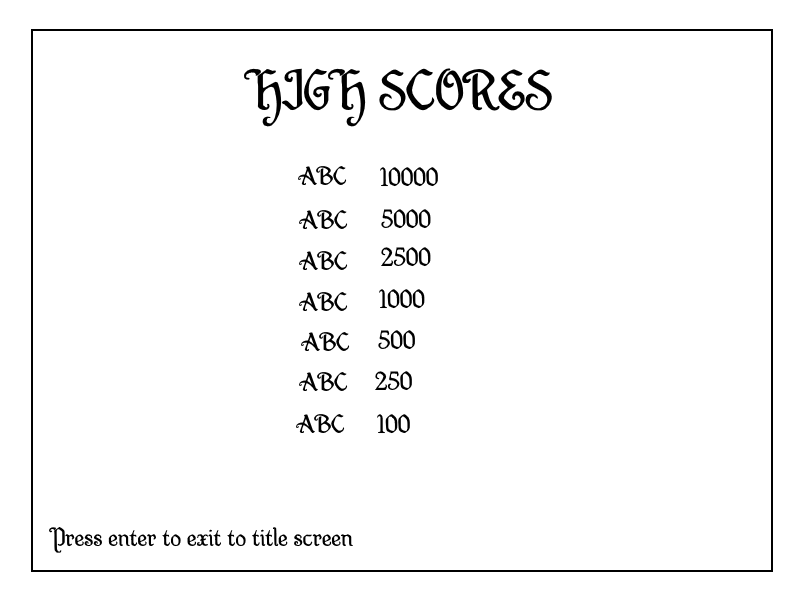 HIGH SCORES
ABC 10000
ABC 5000
ABC 2500
ABC 1000
ABC 500
ABC 250
ABC 100
Press enter to exit to title screen